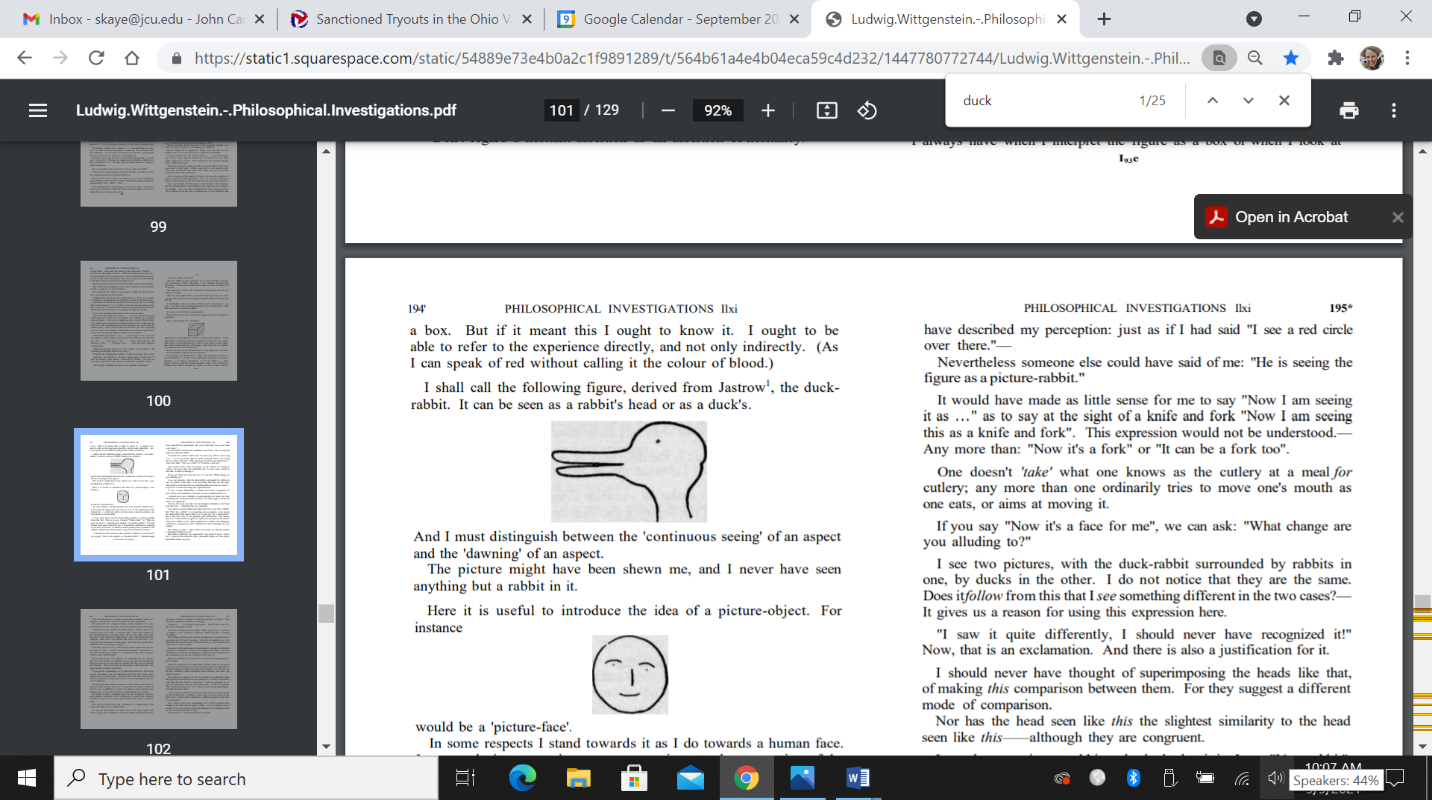 Inbox - skaye@jcu.edu - John Ca
Sanctioned Tryouts in the Ohio V
9
Google Calendar - September 20
Ludwig.Wittgenstein.-.Philosophi
https://static1.squarespace.com/static/54889e73e4b0a2c1f9891289/t/564b61a4e4b04eca59c4d232/1447780772744/Ludwig.Wittgenstein.-.Phil...
duck 1/25
Ludwig.Wittgenstein.-.Philosophical.Investigations.pdf
101 / 129
92%
I always have when I interpret the figure as a box or when I look at
I93e
Open in Acrobat
99
100
101
102
194'
PHILOSOPHICAL INVESTIGATIONS IIxi
a box. But if it meant this I ought to know it. I ought to be
able to refer to the experience directly, and not only indirectly. (As
I can speak of red without calling it the colour of blood.)
I shall call the following figure, derived from Jastrow1, the duck-
rabbit. It can be seen as a rabbit's head or as a duck's.
And I must distinguish between the 'continuous seeing' of an aspect
and the 'dawning' of an aspect.
The picture might have been shewn me, and I never have seen
anything but a rabbit in it.
Here it is useful to introduce the idea of a picture-object. For
instance
would be a 'picture-face'.
In some respects I stand towards it as I do towards a human face.
PHILOSOPHICAL INVESTIGATIONS IIxi
195*
have described my perception: just as if I had said "I see a red circle
over there."—
Nevertheless someone else could have said of me: "He is seeing the
figure as a picture-rabbit."
It would have made as little sense for me to say "Now I am seeing
it as ..." as to say at the sight of a knife and fork "Now I am seeing
this as a knife and fork". This expression would not be understood.—
Any more than: "Now it's a fork" or "It can be a fork too".
One doesn't 'take' what one knows as the cutlery at a meal for
cutlery; any more than one ordinarily tries to move one's mouth as
one eats, or aims at moving it.
If you say "Now it's a face for me", we can ask: "What change are
you alluding to?"
I see two pictures, with the duck-rabbit surrounded by rabbits in
one, by ducks in the other. I do not notice that they are the same.
Does it follow from this that I see something different in the two cases?—
It gives us a reason for using this expression here.
"I saw it quite differently, I should never have recognized it!"
Now, that is an exclamation. And there is also a justification for it.
I should never have thought of superimposing the heads like that,
of making this comparison between them. For they suggest a different
mode of comparison.
Nor has the head seen like this the slightest similarity to the head
seen like this——although they are congruent.
Type here to search
10:07 AM
Speakers: 44%